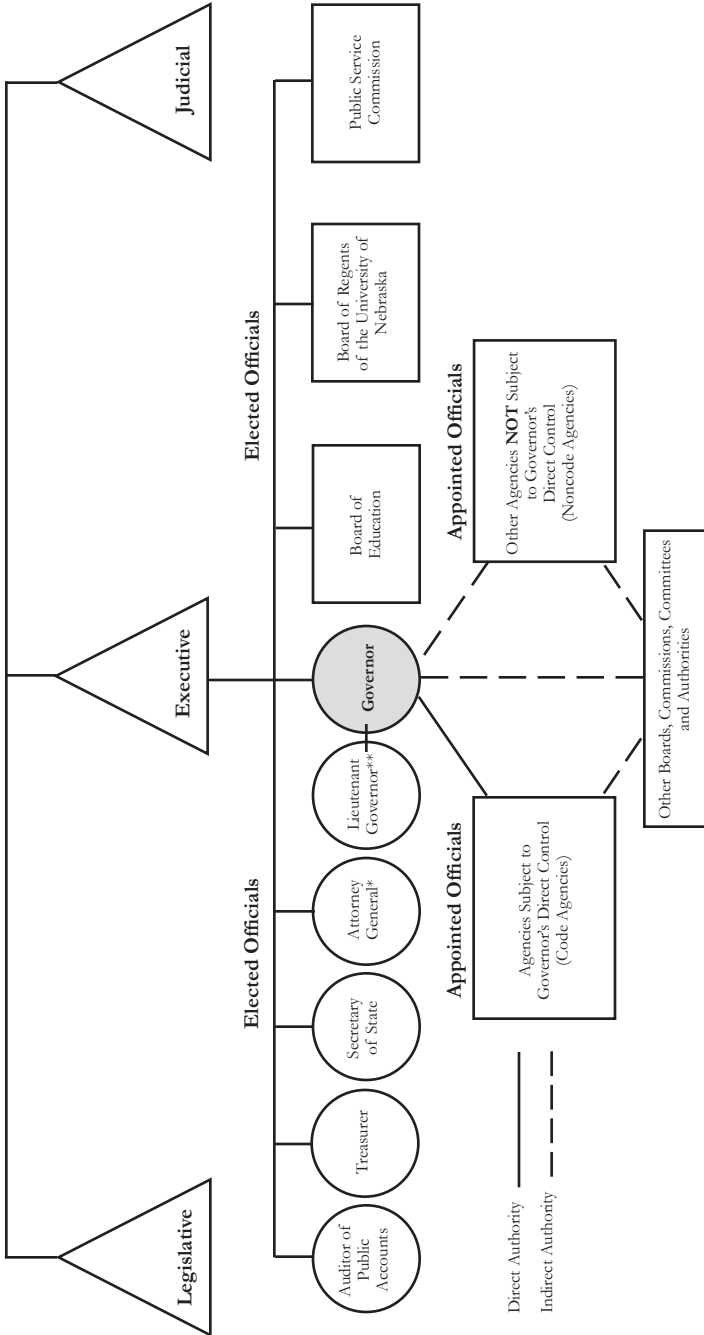 Legislative
Executive
Judicial
Elected Officials
Elected Officials
Auditor of
Public
Accounts
Treasurer
Secretary
of State
Attorney
General*
Lieutenant
Governor**
Governor
Board of
Education
Board of Regents
of the University of
Nebraska
Public Service
Commission
Appointed Officials
Agencies Subject to
Governor's Direct Control
(Code Agencies)
Appointed Officials
Other Agencies NOT Subject
to Governor's
Direct Control
(Noncode Agencies)
Other Boards, Commissions, Committees
and Authorities
Direct Authority
Indirect Authority